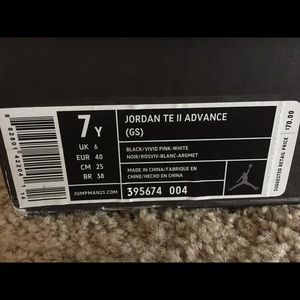 7 Y
UK 6
EUR 40
CM 25
BR 38
JUMPMAN23.COM
JORDAN TE II ADVANCE
(GS)
BLACK/VIVID PINK-WHITE
NOIR/ROSVIV-BLANC-ARGMET
MADE IN CHINA/FABRIQUE EN
CHINE/HECHO EN CHINA
395674 004
SUGGESTED RETAIL PRICE
$70.00